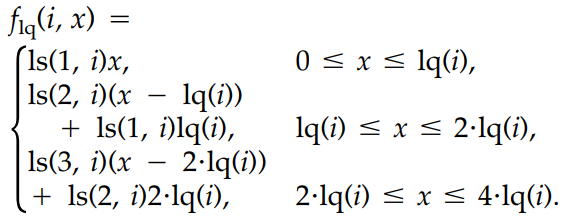 f_lq(i, x) =
ls(1, i)x, 0 ≤ x ≤ lq(i),
ls(2, i)(x − lq(i))
+ ls(1, i)lq(i), lq(i) ≤ x ≤ 2·lq(i),
ls(3, i)(x − 2·lq(i))
+ ls(2, i)2·lq(i), 2·lq(i) ≤ x ≤ 4·lq(i).